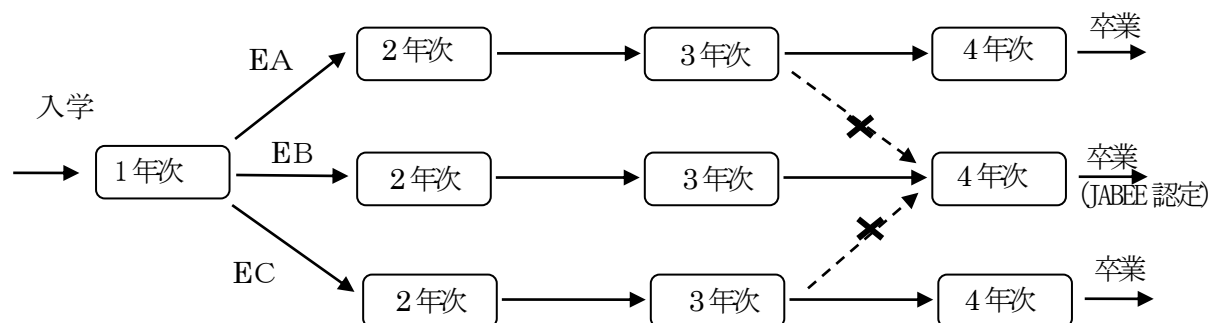 入学
1年次
EA
2年次
3年次
4年次
卒業
EB
2年次
3年次
4年次
卒業
(JABEE 認定)
EC
2年次
3年次
4年次
卒業